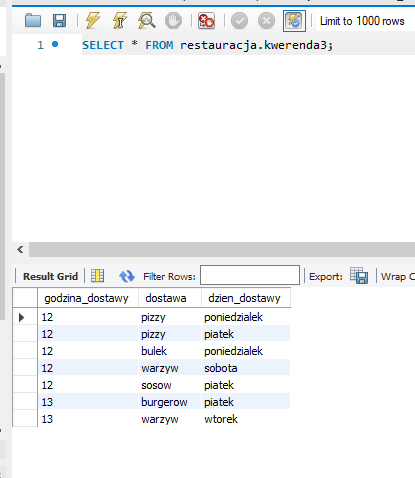 Limit to 1000 rows
1 SELECT * FROM restauracja.kwerenda3;
Result Grid Filter Rows: Export: Wrap C
godzina_dostawy dostawa dzien_dostawy
12 pizzy poniedzialek
12 pizzy piatek
12 bulek poniedzialek
12 warzyw sobota
12 sosow piatek
13 burgerow piatek
13 warzyw wtorek